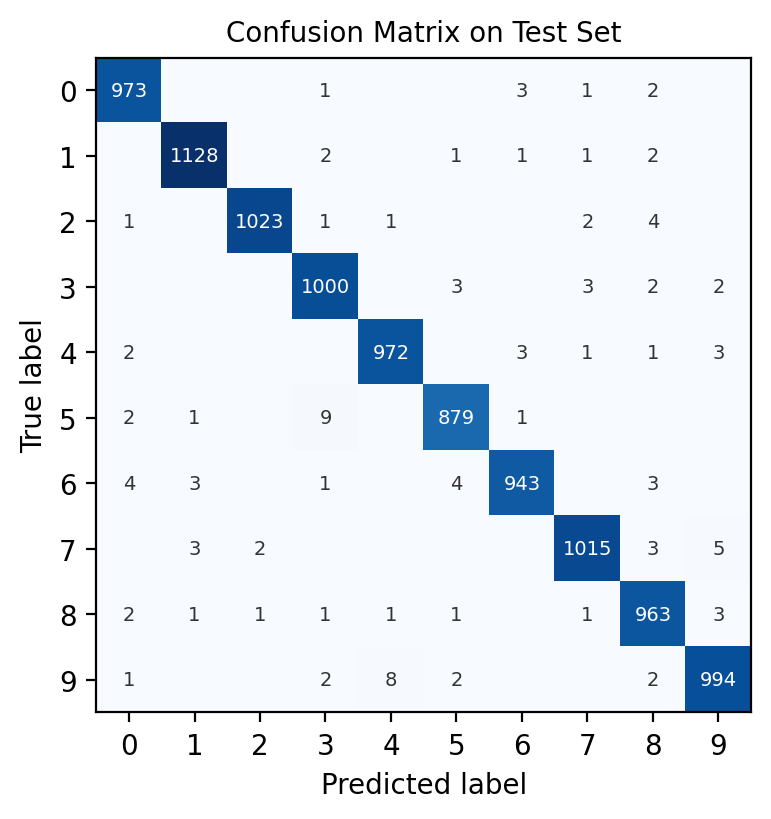 Confusion Matrix on Test Set
True label
0 973 1 3 1 2
1 1128 2 1 1 1 2
2 1 1023 1 1 2 4
3 1000 3 3 2 2
4 2 972 3 1 1 3
5 2 1 9 879 1
6 4 3 1 4 943 3
7 3 2 1015 3 5
8 2 1 1 1 1 1 1 963 3
9 1 2 8 2 2 994
0 1 2 3 4 5 6 7 8 9
Predicted label